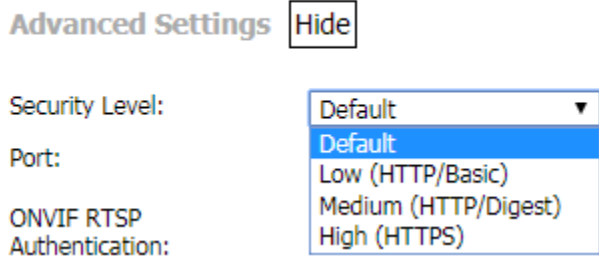 Advanced Settings Hide
Security Level: Default
Default
Port:
Low (HTTP/Basic)
Medium (HTTP/Digest)
ONVIF RTSP
Authentication:
High (HTTPS)